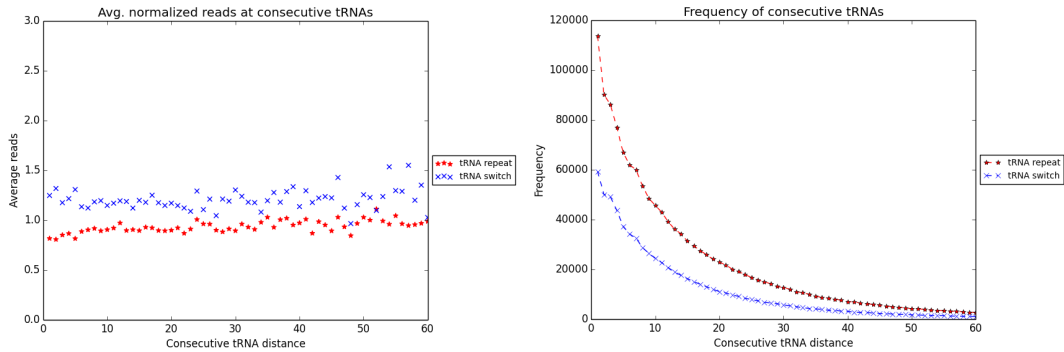 Avg. normalized reads at consecutive tRNAs
3.0
2.5
2.0
1.5
1.0
0.5
0.0
Average reads
0 10 20 30 40 50 60
Consecutive tRNA distance
tRNA repeat
tRNA switch
Frequency of consecutive tRNAs
120000
100000
80000
60000
40000
20000
0
Frequency
0 10 20 30 40 50 60
Consecutive tRNA distance
tRNA repeat
tRNA switch